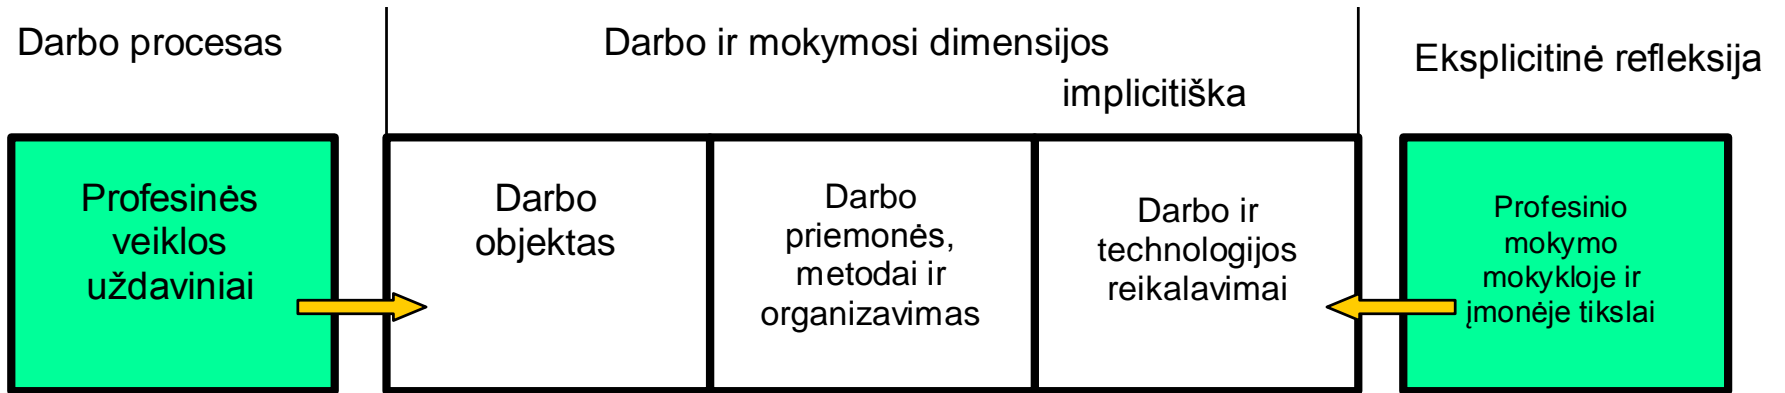 Darbo procesas
Darbo ir mokymosi dimensijos
implicitiška
Eksplicitinė refleksija
Profesinės
veiklos
uždaviniai
Darbo
objektas
Darbo
priemonės,
metodai ir
organizavimas
Darbo ir
technologijos
reikalavimai
Profesinio
mokymo
mokykloje ir
įmonėje tikslai